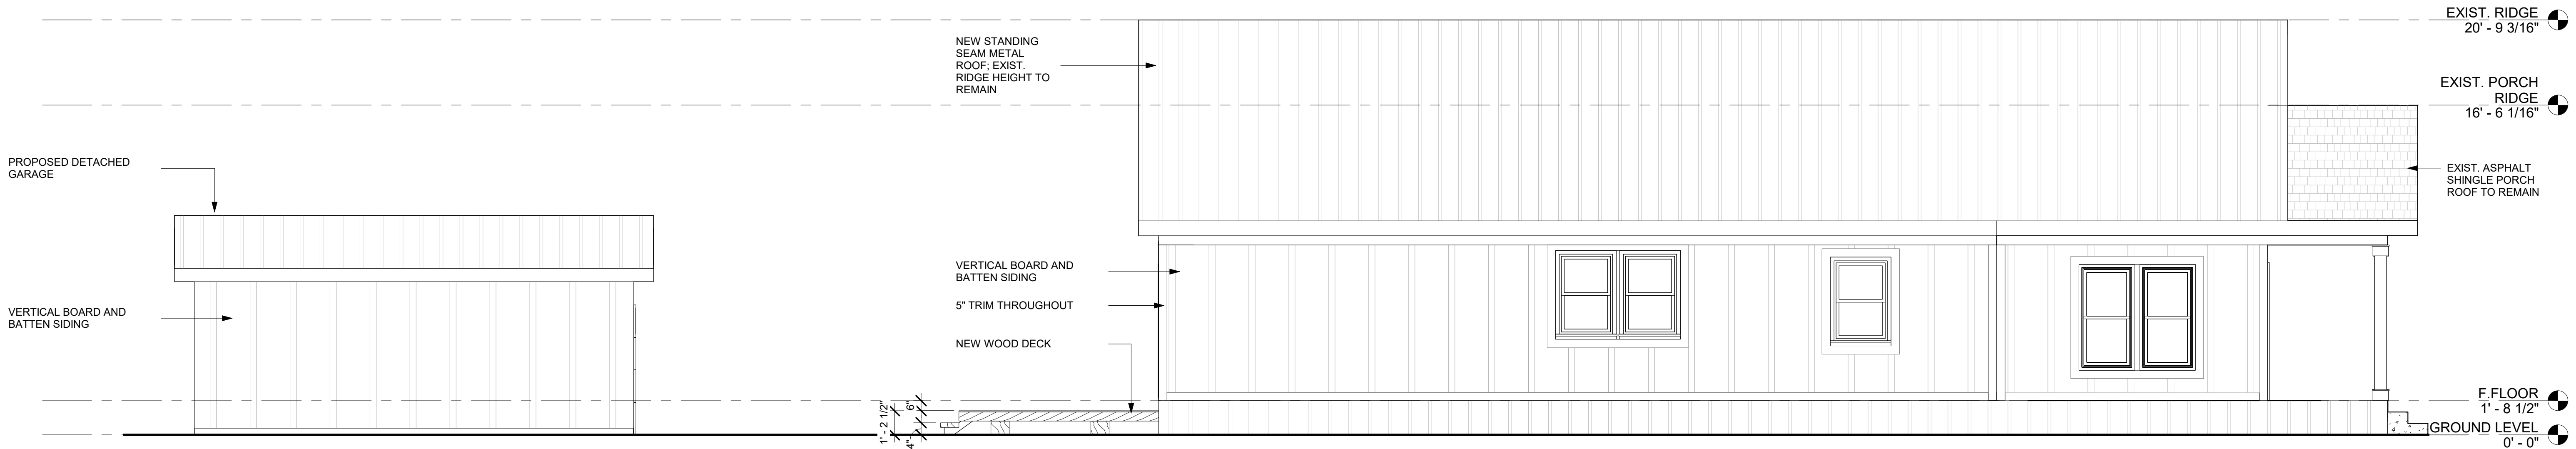 EXIST. RIDGE
20' - 9 3/16"
NEW STANDING
SEAM METAL
ROOF; EXIST.
RIDGE HEIGHT TO
REMAIN
EXIST. PORCH
RIDGE
16' - 6 1/16"
PROPOSED DETACHED
GARAGE
EXIST. ASPHALT
SHINGLE PORCH
ROOF TO REMAIN
VERTICAL BOARD AND
BATTEN SIDING
5" TRIM THROUGHOUT
VERTICAL BOARD AND
BATTEN SIDING
NEW WOOD DECK
F.FLOOR
1' - 8 1/2"
1' - 2 1/2"
6"
4"
GROUND LEVEL
0' - 0"